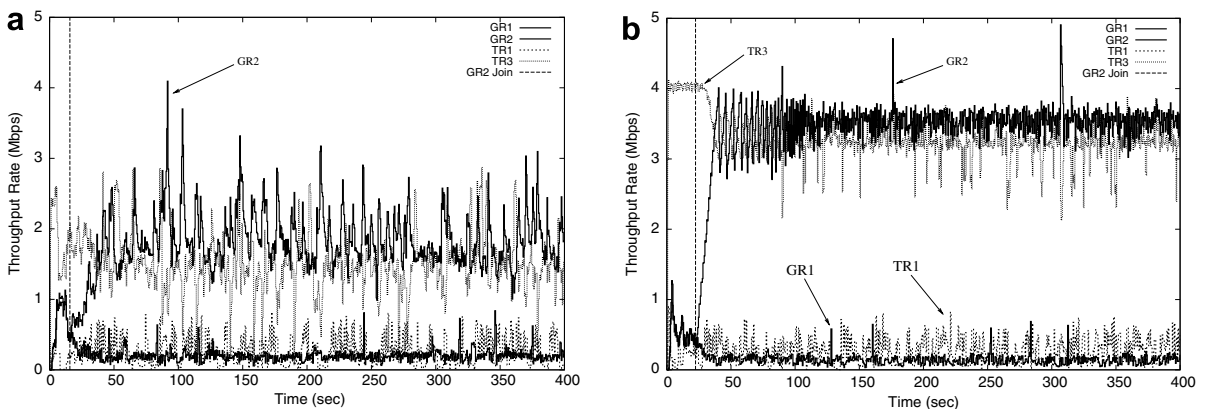 a
5
4
3
2
1
0
Throughput Rate (Mbps)
0 50 100 150 200 250 300 350 400
Time (sec)
GR1
GR2
TR1
TR3
GR2 Join
GR2
b
5
4
3
2
1
0
Throughput Rate (Mbps)
0 50 100 150 200 250 300 350 400
Time (sec)
GR1
GR2
TR1
TR3
GR2 Join
TR3
GR2
GR1
TR1